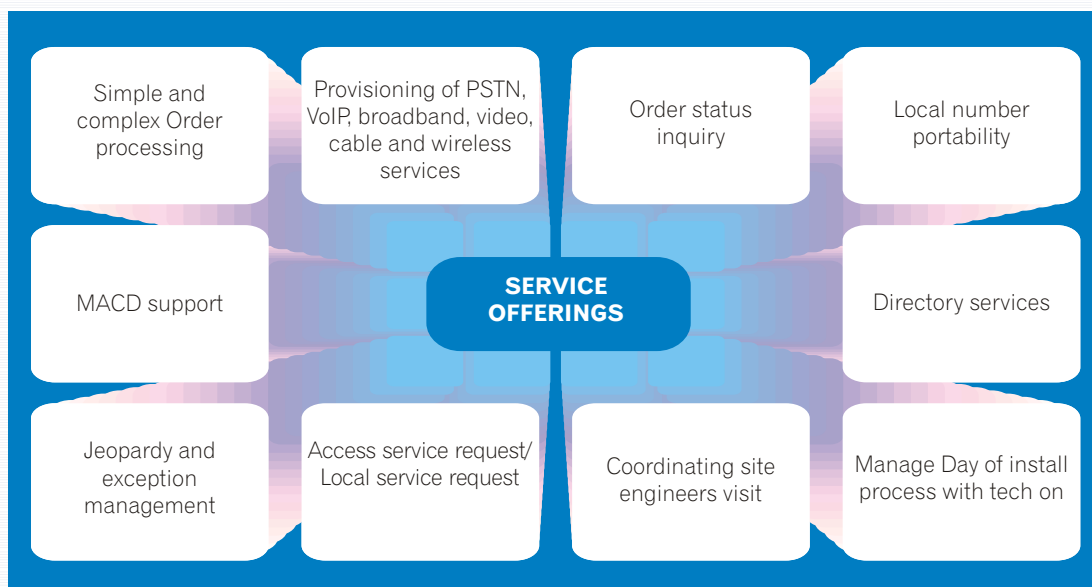 Simple and
complex Order
processing
Provisioning of PSTN,
VoIP, broadband, video,
cable and wireless
services
Order status
inquiry
Local number
portability
MACD support
SERVICE
OFFERINGS
Directory services
Jeopardy and
exception
management
Access service request/
Local service request
Coordinating site
engineers visit
Manage Day of install
process with tech on